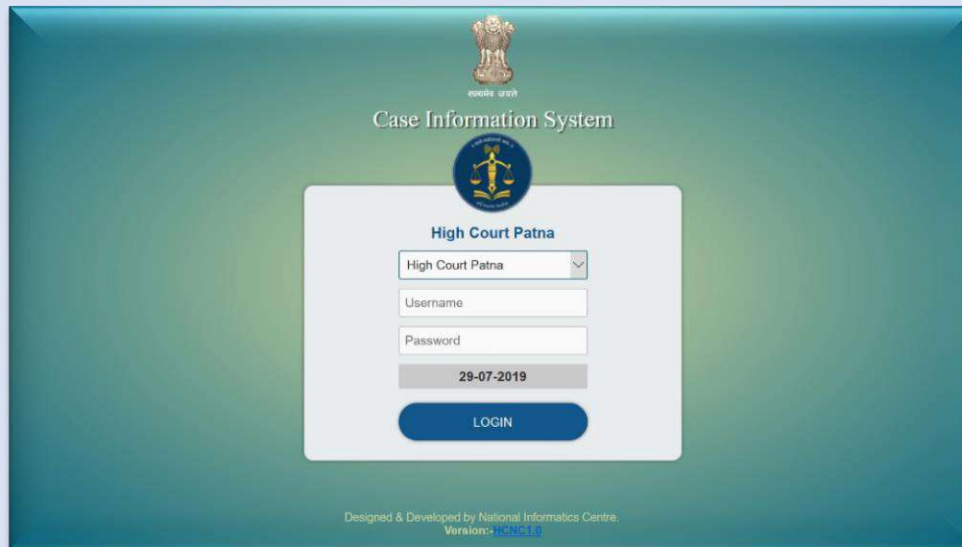 सत्यमेव जयते
Case Information System
High Court Patna
High Court Patna
Username
Password
29-07-2019
LOGIN
Designed & Developed by National Informatics Centre.
Version:-HCNC1.0